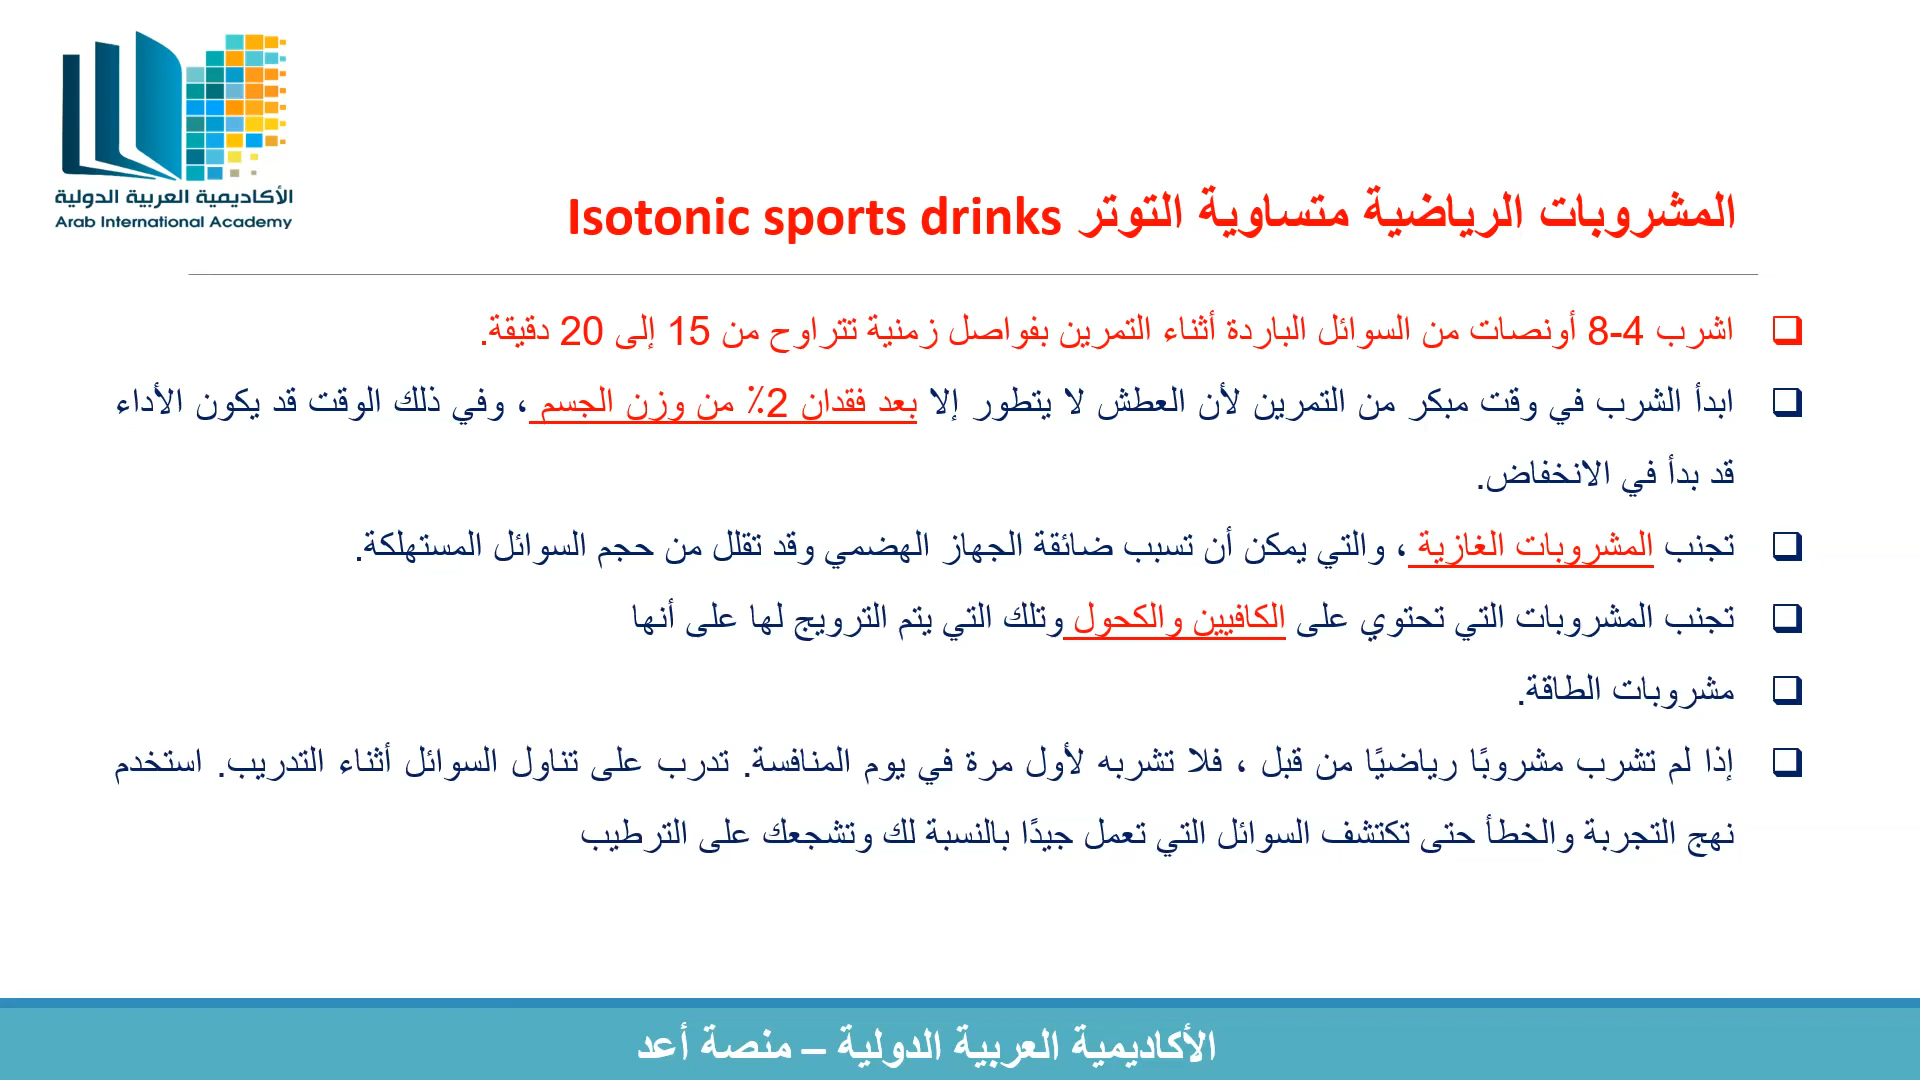 الأكاديمية العربية الدولية
Arab International Academy
المشروبات الرياضية متساوية التوتر Isotonic sports drinks
اشرب 4-8 أونصات من السوائل الباردة أثناء التمرين بفواصل زمنية تتراوح من 15 إلى 20 دقيقة.
ابدأ الشرب في وقت مبكر من التمرين لأن العطش لا يتطور إلا بعد فقدان 2٪ من وزن الجسم ، وفي ذلك الوقت قد يكون الأداء
قد بدأ في الانخفاض.
تجنب المشروبات الغازية ، والتي يمكن أن تسبب ضائقة الجهاز الهضمي وقد تقلل من حجم السوائل المستهلكة.
تجنب المشروبات التي تحتوي على الكافيين والكحول وتلك التي يتم الترويج لها على أنها
مشروبات الطاقة.
إذا لم تشرب مشروبًا رياضيًا من قبل ، فلا تشربه لأول مرة في يوم المنافسة. تدرب على تناول السوائل أثناء التدريب. استخدم
نهج التجربة والخطأ حتى تكتشف السوائل التي تعمل جيدًا بالنسبة لك وتشجعك على الترطيب
الأكاديمية العربية الدولية – منصة أعد